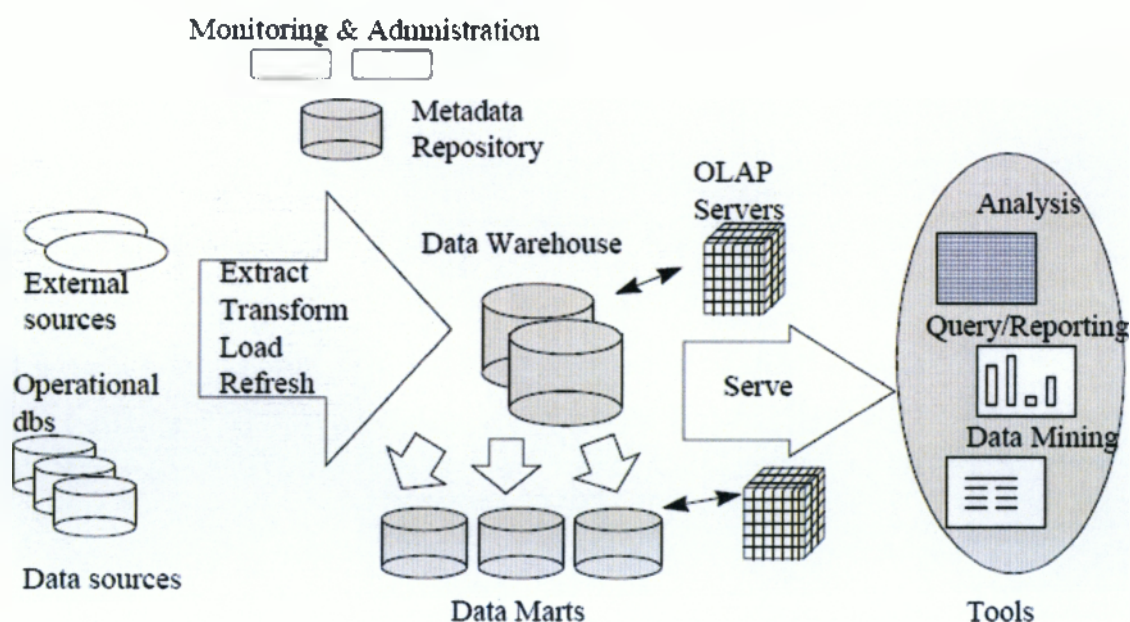 Monitoring & Admnistration
Metadata
Repository
OLAP
Servers
Analysis
Data Warehouse
External
sources
Extract
Transform
Load
Refresh
Query/Reporting
Operational
dbs
Serve
Data Mining
Data sources
Data Marts
Tools